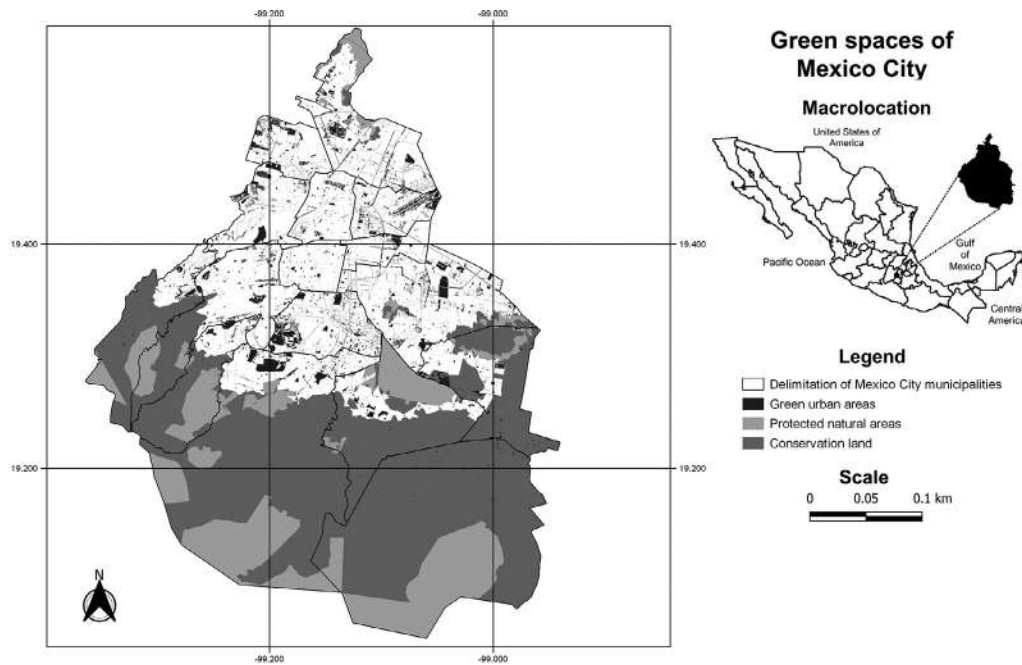 -99.200
-99.000
19.400
19.400
19.200
19.200
-99.200
-99.000
N
Green spaces of
Mexico City
Macrolocation
United States of
America
Pacific Ocean
Gulf
of
Mexico
Central
America
Legend
Delimitation of Mexico City municipalities
Green urban areas
Protected natural areas
Conservation land
Scale
0 0.05 0.1 km